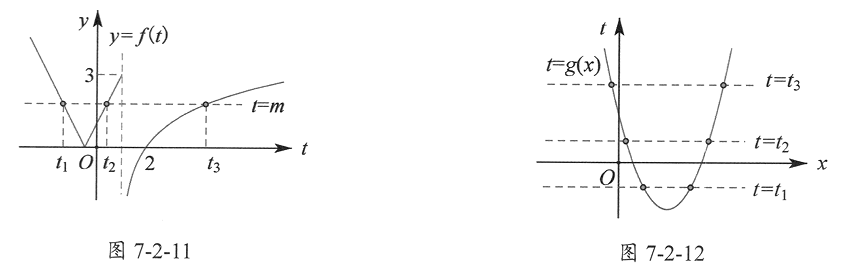 y
y=f(t)
3
t=m
t₁
O
t₂
2
t₃
t
图 7-2-11
t
t=g(x)
t=t₃
t=t₂
O
x
t=t₁
图 7-2-12